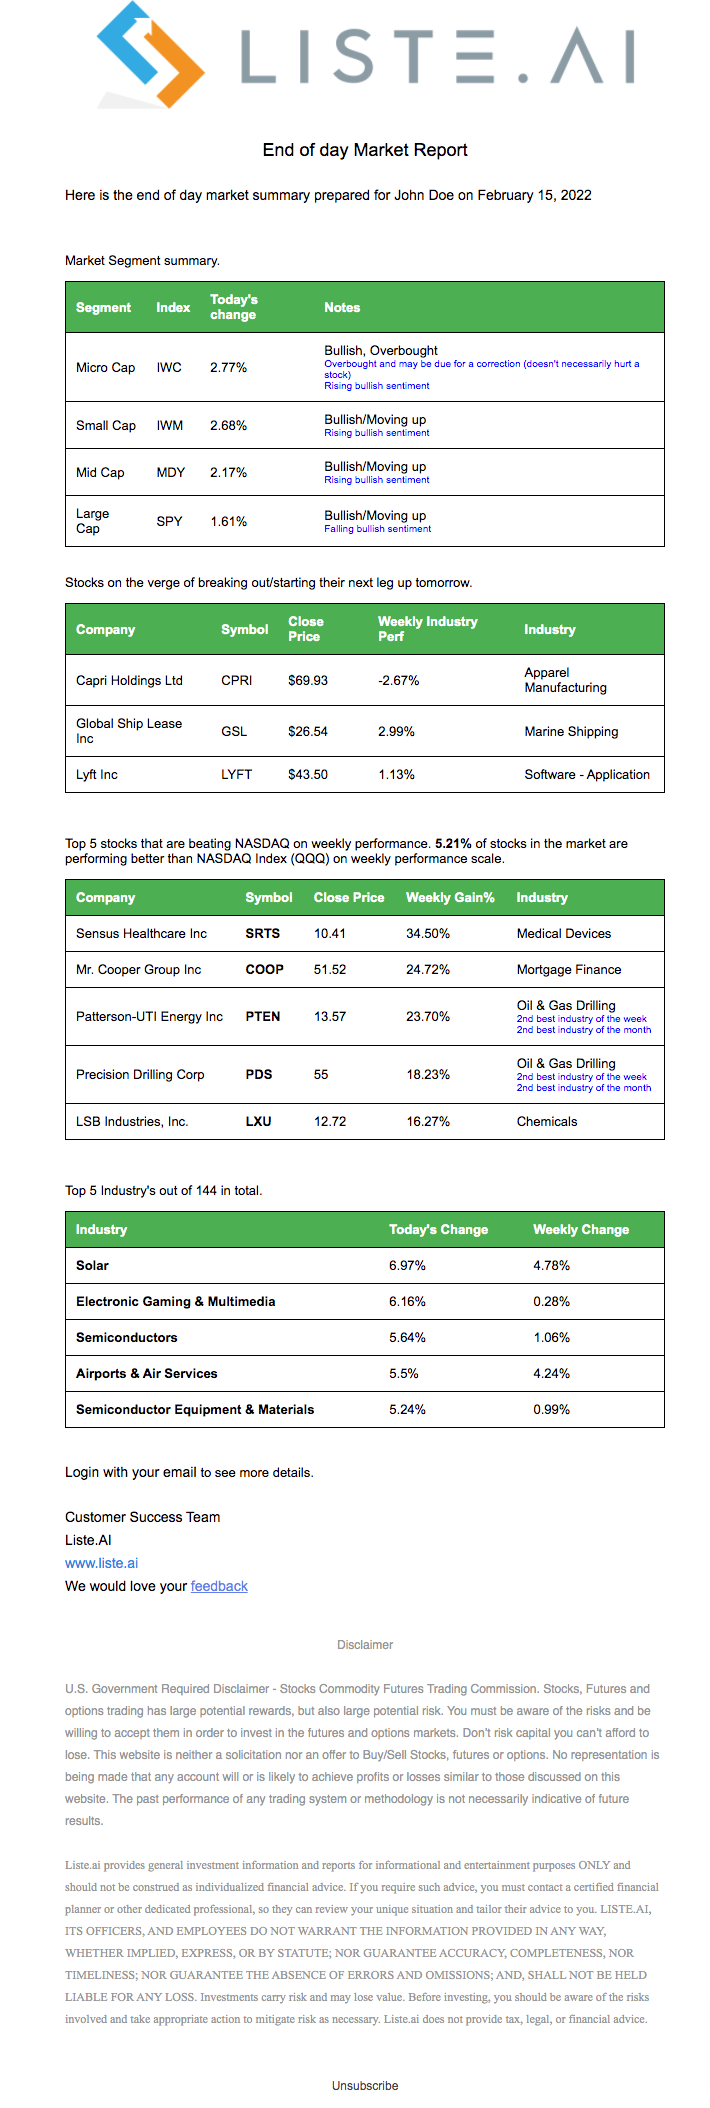 LISTE.AI
End of day Market Report
Here is the end of day market summary prepared for John Doe on February 15, 2022
Market Segment summary.
Segment Index Today's change Notes
Micro Cap IWC 2.77% Bullish, Overbought
Overbought and may be due for a correction (doesn't necessarily hurt a
stock)
Rising bullish sentiment
Small Cap IWM 2.68% Bullish/Moving up
Rising bullish sentiment
Mid Cap MDY 2.17% Bullish/Moving up
Rising bullish sentiment
Large Cap SPY 1.61% Bullish/Moving up
Falling bullish sentiment
Stocks on the verge of breaking out/starting their next leg up tomorrow.
Company Symbol Close Price Weekly Industry Perf Industry
Capri Holdings Ltd CPRI $69.93 -2.67% Apparel Manufacturing
Global Ship Lease Inc GSL $26.54 2.99% Marine Shipping
Lyft Inc LYFT $43.50 1.13% Software - Application
Top 5 stocks that are beating NASDAQ on weekly performance. 5.21% of stocks in the market are
performing better than NASDAQ Index (QQQ) on weekly performance scale.
Company Symbol Close Price Weekly Gain% Industry
Sensus Healthcare Inc SRTS 10.41 34.50% Medical Devices
Mr. Cooper Group Inc COOP 51.52 24.72% Mortgage Finance
Patterson-UTI Energy Inc PTEN 13.57 23.70% Oil & Gas Drilling
2nd best industry of the week
2nd best industry of the month
Precision Drilling Corp PDS 55 18.23% Oil & Gas Drilling
2nd best industry of the week
2nd best industry of the month
LSB Industries, Inc. LXU 12.72 16.27% Chemicals
Top 5 Industry's out of 144 in total.
Industry Today's Change Weekly Change
Solar 6.97% 4.78%
Electronic Gaming & Multimedia 6.16% 0.28%
Semiconductors 5.64% 1.06%
Airports & Air Services 5.5% 4.24%
Semiconductor Equipment & Materials 5.24% 0.99%
Login with your email to see more details.
Customer Success Team
Liste.AI
www.liste.ai
We would love your feedback
Disclaimer
U.S. Government Required Disclaimer - Stocks Commodity Futures Trading Commission. Stocks, Futures and
options trading has large potential rewards, but also large potential risk. You must be aware of the risks and be
willing to accept them in order to invest in the futures and options markets. Don't risk capital you can't afford to
lose. This website is neither a solicitation nor an offer to Buy/Sell Stocks, futures or options. No representation is
being made that any account will or is likely to achieve profits or losses similar to those discussed on this
website. The past performance of any trading system or methodology is not necessarily indicative of future
results.
Liste.ai provides general investment information and reports for informational and entertainment purposes ONLY and
should not be construed as individualized financial advice. If you require such advice, you must contact a certified financial
planner or other dedicated professional, so they can review your unique situation and tailor their advice to you. LISTE.AI,
ITS OFFICERS, AND EMPLOYEES DO NOT WARRANT THE INFORMATION PROVIDED IN ANY WAY,
WHETHER IMPLIED, EXPRESS, OR BY STATUTE; NOR GUARANTEE ACCURACY, COMPLETENESS, NOR
TIMELINESS; NOR GUARANTEE THE ABSENCE OF ERRORS AND OMISSIONS; AND, SHALL NOT BE HELD
LIABLE FOR ANY LOSS. Investments carry risk and may lose value. Before investing, you should be aware of the risks
involved and take appropriate action to mitigate risk as necessary. Liste.ai does not provide tax, legal, or financial advice.
Unsubscribe